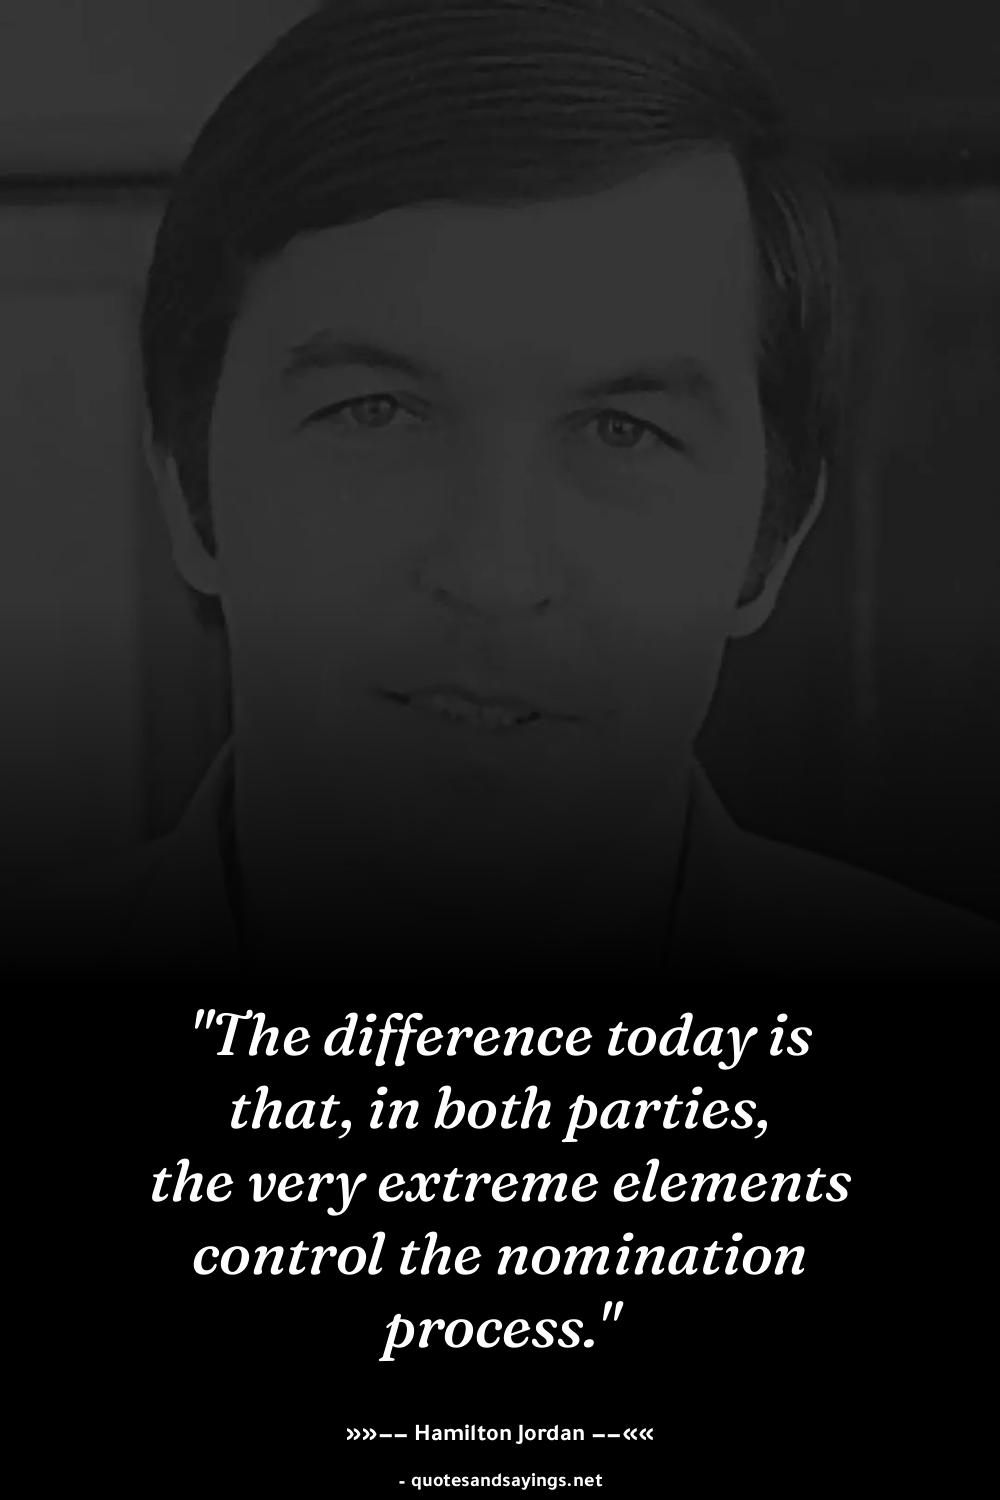 "The difference today is
that, in both parties,
the very extreme elements
control the nomination
process."
»»−− Hamilton Jordan −−««
- quotesandsayings.net